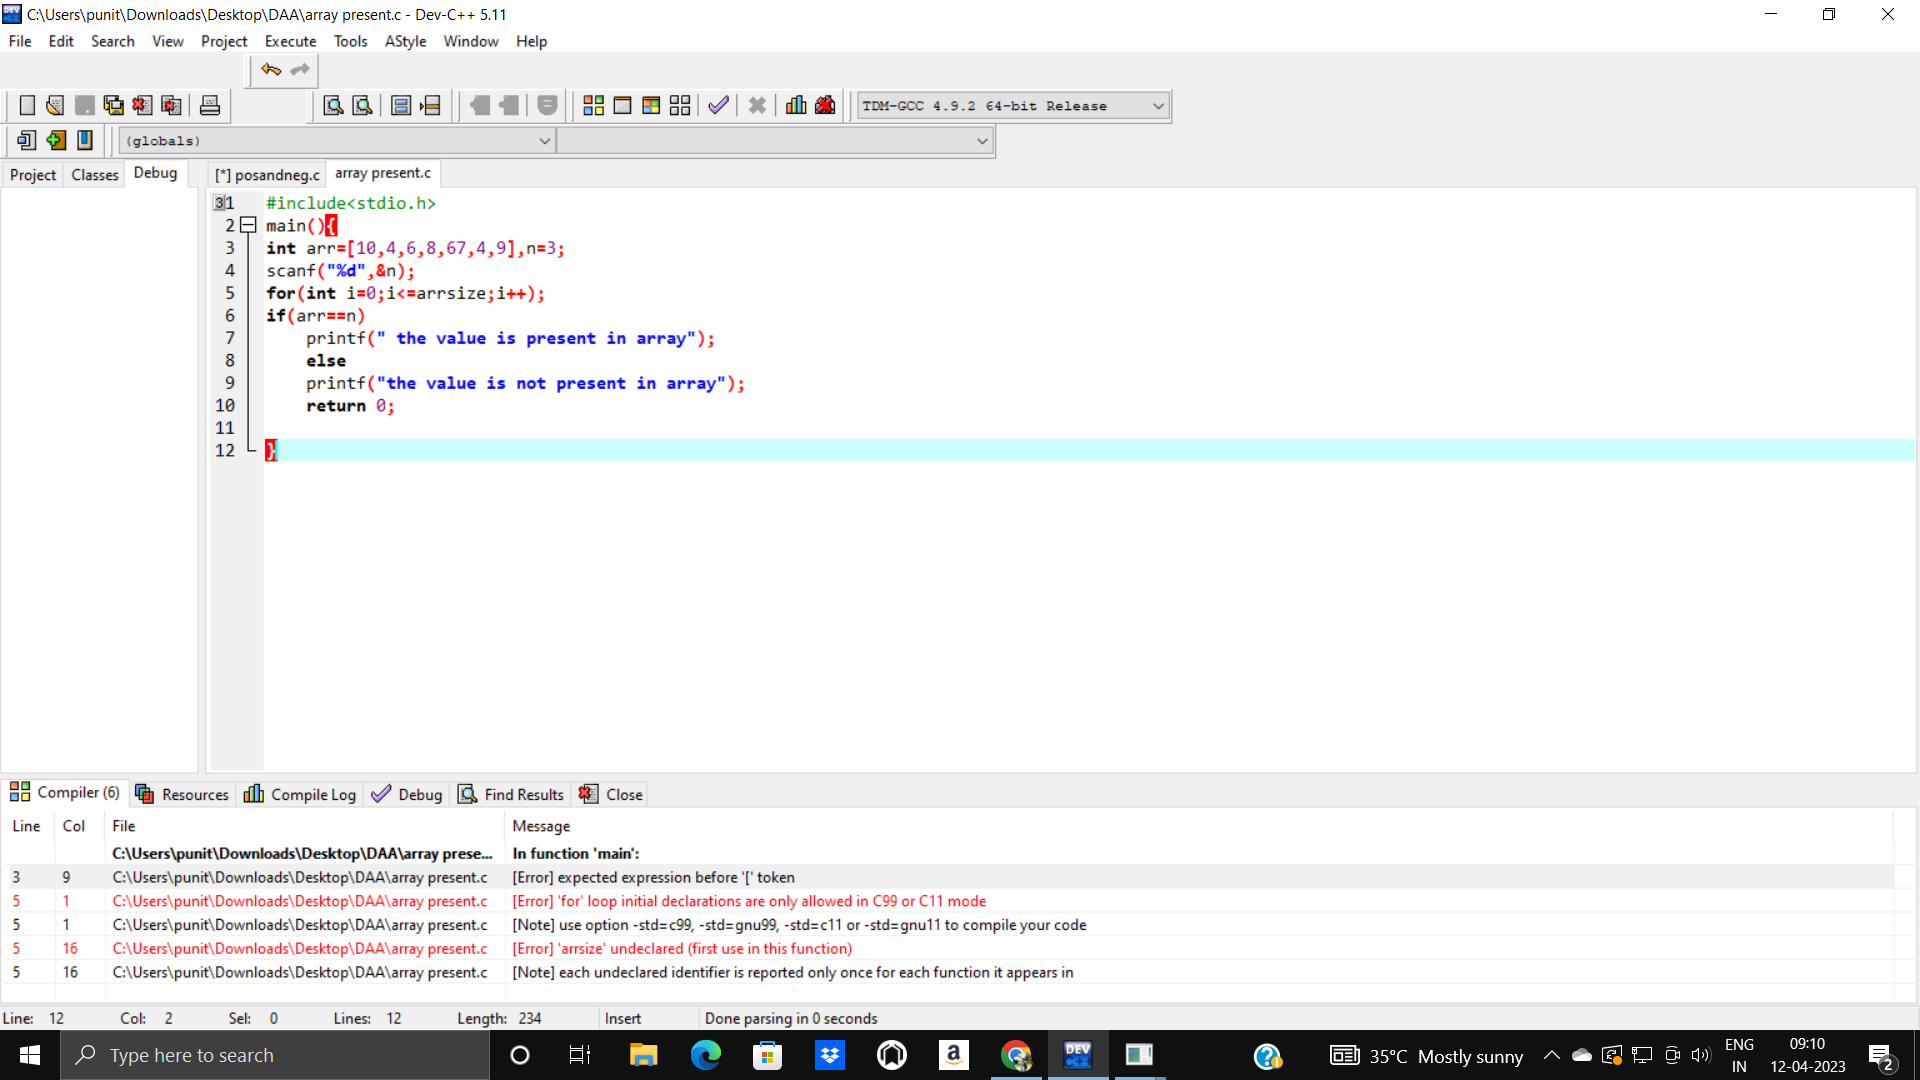 C:\Users\punit\Downloads\Desktop\DAA\array present.c - Dev-C++ 5.11
File Edit Search View Project Execute Tools AStyle Window Help
TDM-GCC 4.9.2 64-bit Release
(globals)
Project Classes Debug [*] posandneg.c array present.c
31 #include<stdio.h>
2 main(){
3 int arr=[10,4,6,8,67,4,9],n=3;
4 scanf("%d",&n);
5 for(int i=0;i<=arrsize;i++);
6 if(arr==n)
7 printf(" the value is present in array");
8 else
9 printf("the value is not present in array");
10 return 0;
11
12 }
Compiler (6) Resources Compile Log Debug Find Results Close
Line Col File Message
C:\Users\punit\Downloads\Desktop\DAA\array prese... In function 'main':
3 9 C:\Users\punit\Downloads\Desktop\DAA\array present.c [Error] expected expression before '[' token
5 1 C:\Users\punit\Downloads\Desktop\DAA\array present.c [Error] 'for' loop initial declarations are only allowed in C99 or C11 mode
5 1 C:\Users\punit\Downloads\Desktop\DAA\array present.c [Note] use option -std=c99, -std=gnu99, -std=c11 or -std=gnu11 to compile your code
5 16 C:\Users\punit\Downloads\Desktop\DAA\array present.c [Error] 'arrsize' undeclared (first use in this function)
5 16 C:\Users\punit\Downloads\Desktop\DAA\array present.c [Note] each undeclared identifier is reported only once for each function it appears in
Line: 12 Col: 2 Sel: 0 Lines: 12 Length: 234 Insert Done parsing in 0 seconds
Type here to search
DEV
35°C Mostly sunny
ENG
IN
09:10
12-04-2023
2